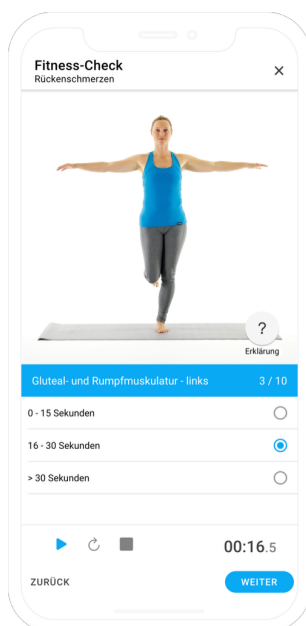 Fitness-Check
Rückenschmerzen
?
Erklärung
Gluteal- und Rumpfmuskulatur - links 3 / 10
0 - 15 Sekunden
16 - 30 Sekunden
> 30 Sekunden
00:16.5
ZURÜCK WEITER